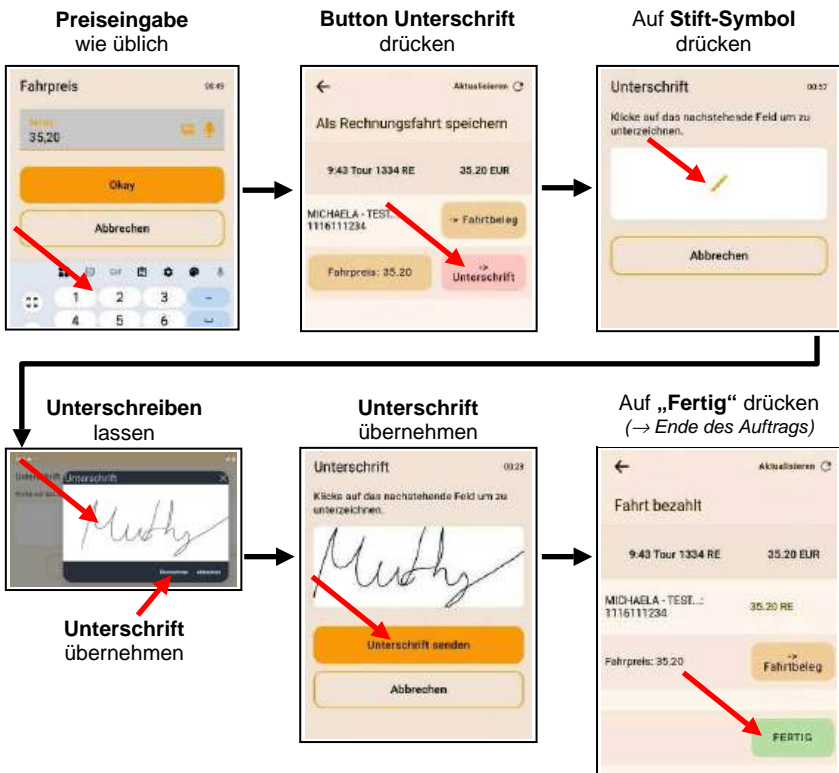 Preiseingabe
wie üblich
Fahrpreis
35,20
Okay
Abbrechen
1 2 3 -
4 5 6
Button Unterschrift
drücken
Aktualisieren
Als Rechnungsfahrt speichern
9:43 Tour 1334 RE 35.20 EUR
MICHAELA - TEST...:
1116111234
-> Fahrtbeleg
Fahrpreis: 35.20
->
Unterschrift
Auf Stift-Symbol
drücken
Unterschrift 00:57
Klicke auf das nachstehende Feld um zu
unterzeichnen.
Abbrechen
Unterschreiben
lassen
Unterschrift
Unterschrift
übernehmen
Unterschrift
übernehmen
Unterschrift 00:23
Klicke auf das nachstehende Feld um zu
unterzeichnen.
Unterschrift senden
Abbrechen
Auf „Fertig“ drücken
(→ Ende des Auftrags)
Aktualisieren
Fahrt bezahlt
9:43 Tour 1334 RE 35.20 EUR
MICHAELA - TEST...:
1116111234
35.20 RE
Fahrpreis: 35.20
->
Fahrtbeleg
FERTIG